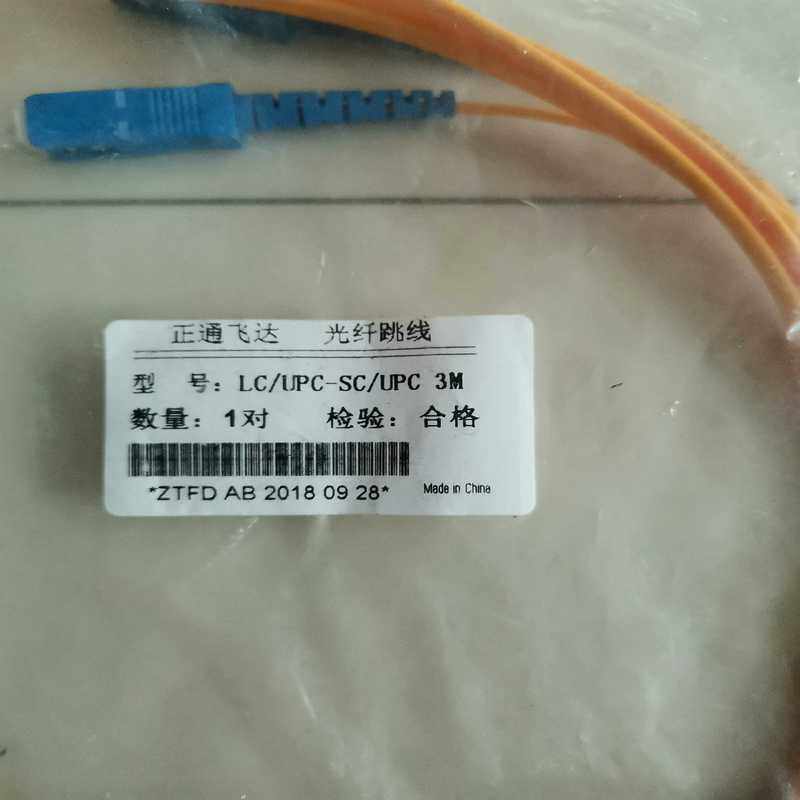 正通飞达 光纤跳线
型 号: LC/UPC-SC/UPC 3M
数量: 1对 检验: 合格
*ZTFD AB 2018 09 28* Made in China